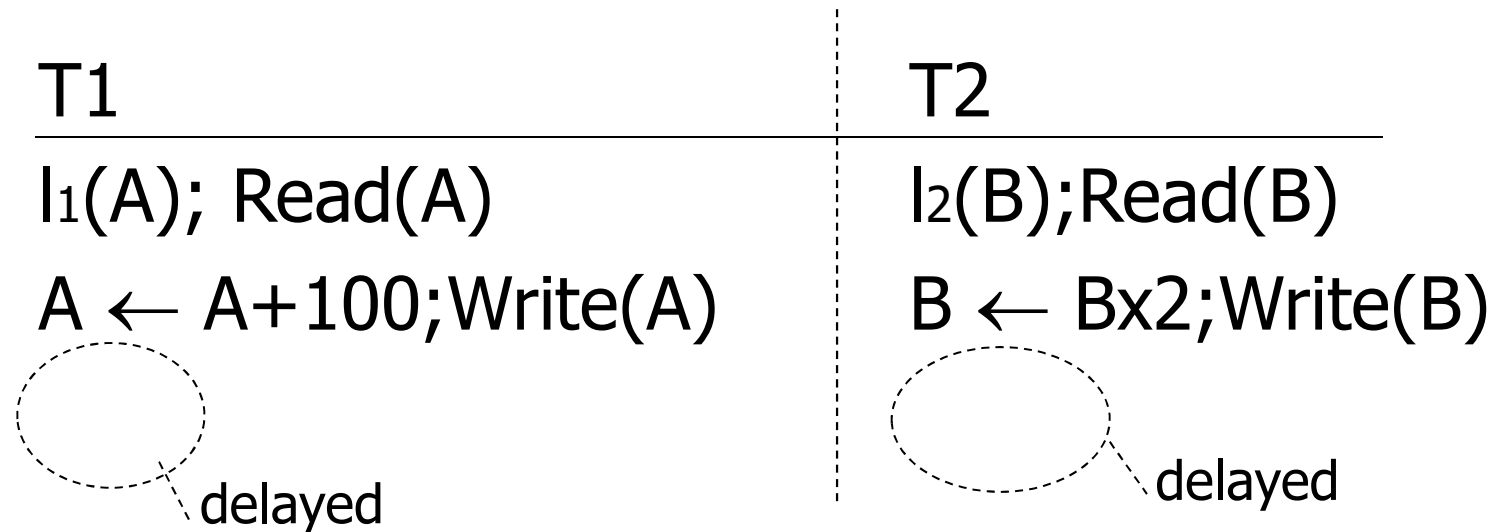 T1 T2
l1(A); Read(A) l2(B);Read(B)
A ← A+100;Write(A) B ← Bx2;Write(B)
delayed delayed